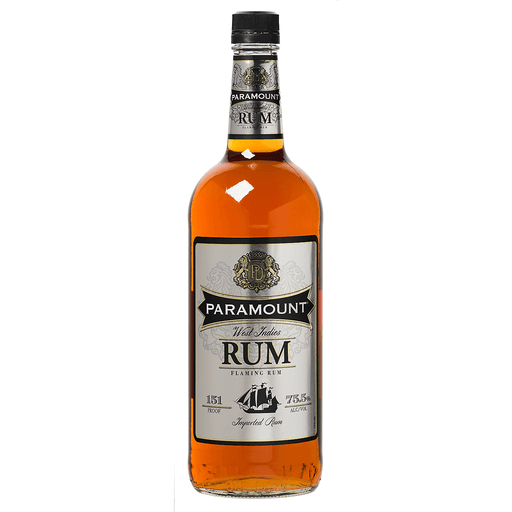 PARAMOUNT
RUM
PARAMOUNT
West Indies
RUM
FLAMING RUM
151 75.5%
PROOF ALC/VOL
Imported Rum